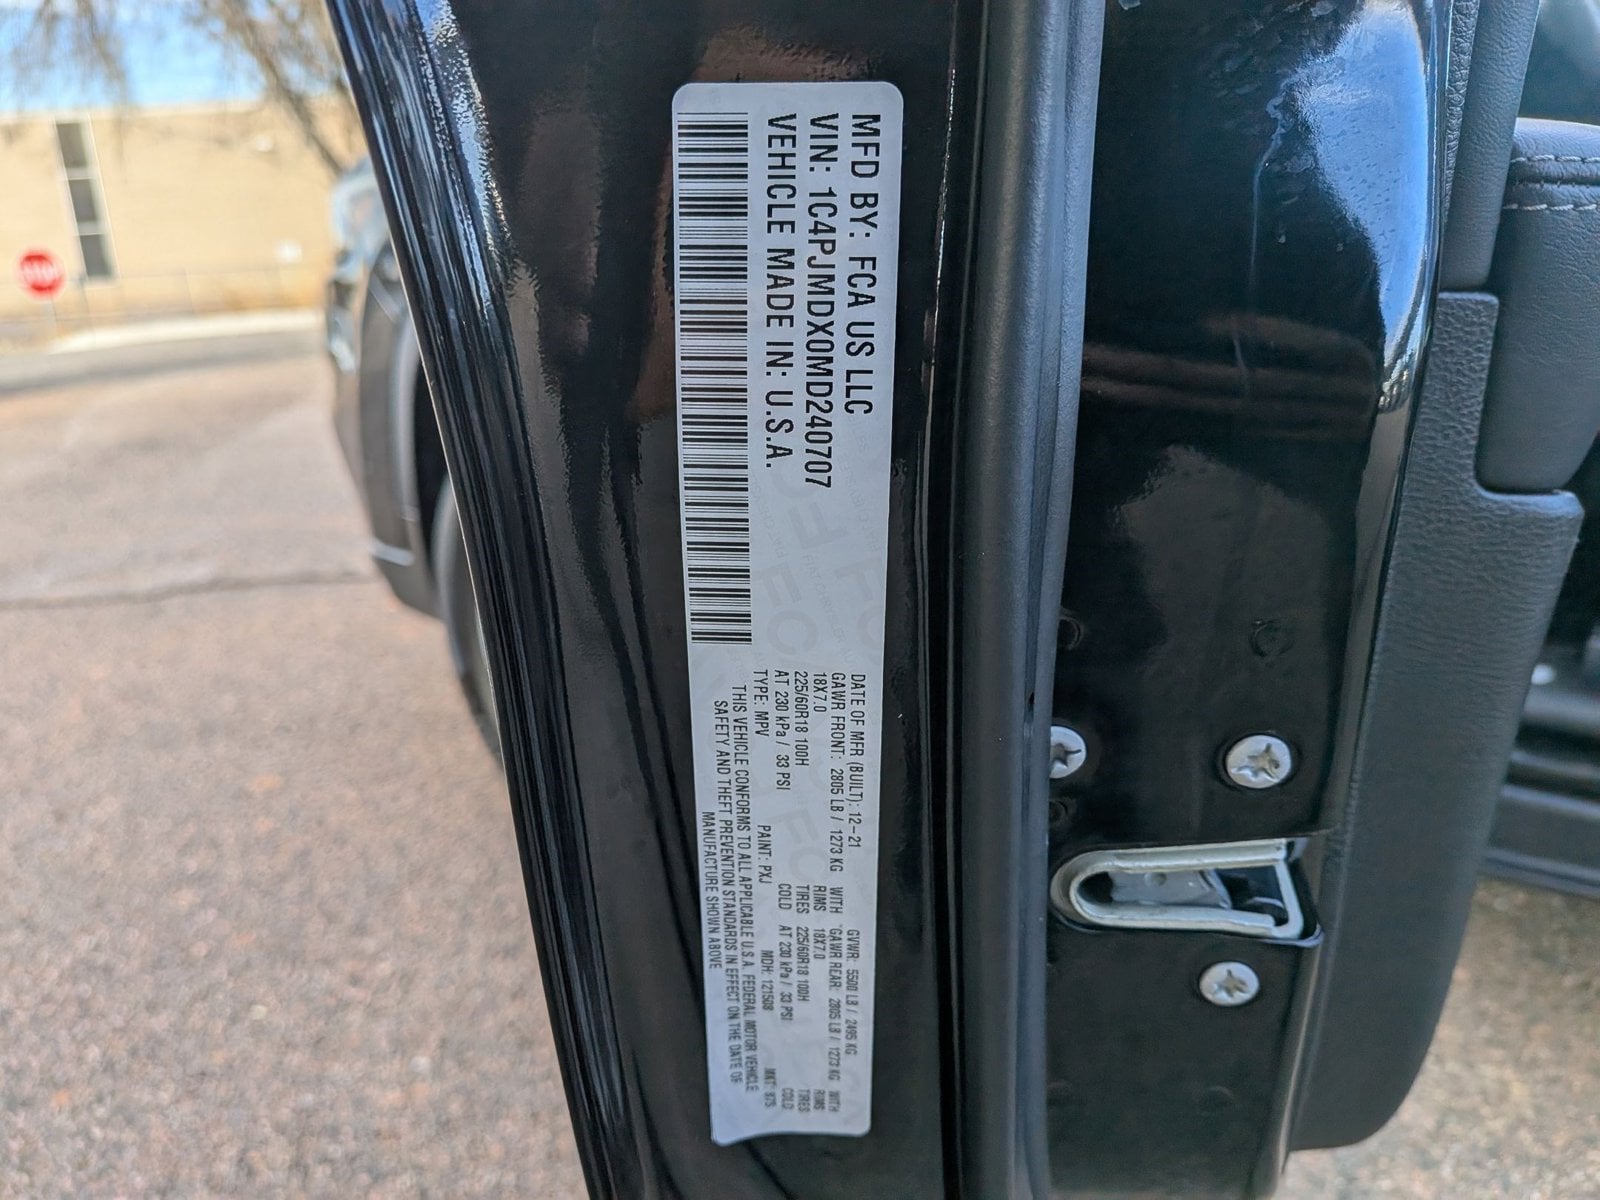 MFD BY: FCA US LLC
VIN: 1C4PJMDX0MD240707
VEHICLE MADE IN: U.S.A.
DATE OF MFR (BUILT): 12-21 GVWR: 5500 LB / 2495 KG
GAWR FRONT: 2805 LB / 1273 KG WITH GAWR REAR: 2805 LB / 1273 KG WITH
18X7.0 RIMS 18X7.0 RIMS
225/60R18 100H TIRES 225/60R18 100H TIRES
AT 230 kPa / 33 PSI COLD AT 230 kPa / 33 PSI COLD
TYPE: MPV PAINT: PXJ MDH: 121508 MKT: 875
THIS VEHICLE CONFORMS TO ALL APPLICABLE U.S.A. FEDERAL MOTOR VEHICLE
SAFETY AND THEFT PREVENTION STANDARDS IN EFFECT ON THE DATE OF
MANUFACTURE SHOWN ABOVE
STOP